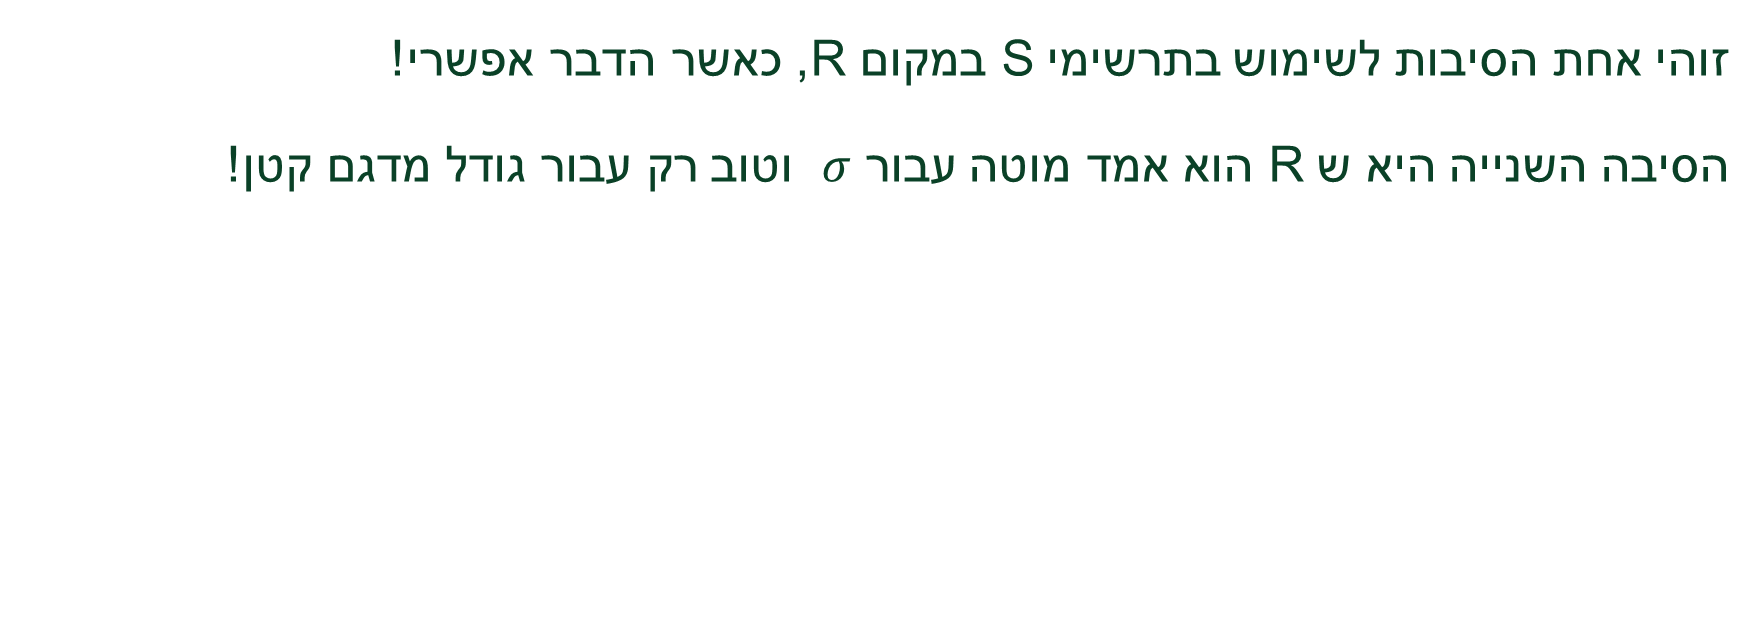 זוהי אחת הסיבות לשימוש בתרשימי S במקום R, כאשר הדבר אפשרי!
הסיבה השנייה היא ש R הוא אמד מוטה עבור σ וטוב רק עבור גודל מדגם קטן!